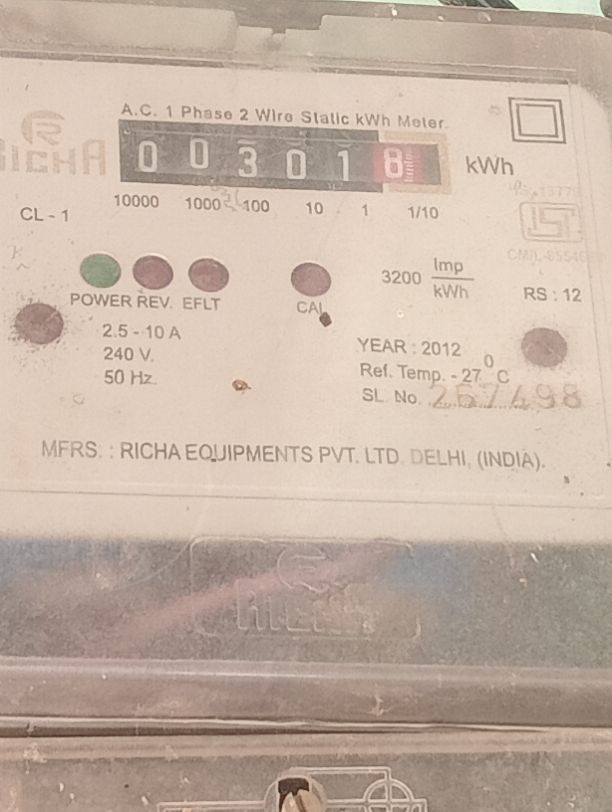 A.C. 1 Phase 2 Wire Static kWh Meter.
RICHA
0 0 3 0 1 8 kWh
10000 1000 100 10 1 1/10
CL - 1
3200 Imp
kWh
POWER REV. EFLT
CAL
RS : 12
2.5 - 10 A
240 V.
50 Hz.
YEAR : 2012
Ref. Temp. - 27 0 C
SL. No. 267498
MFRS. : RICHA EQUIPMENTS PVT. LTD. DELHI, (INDIA).
RICHA